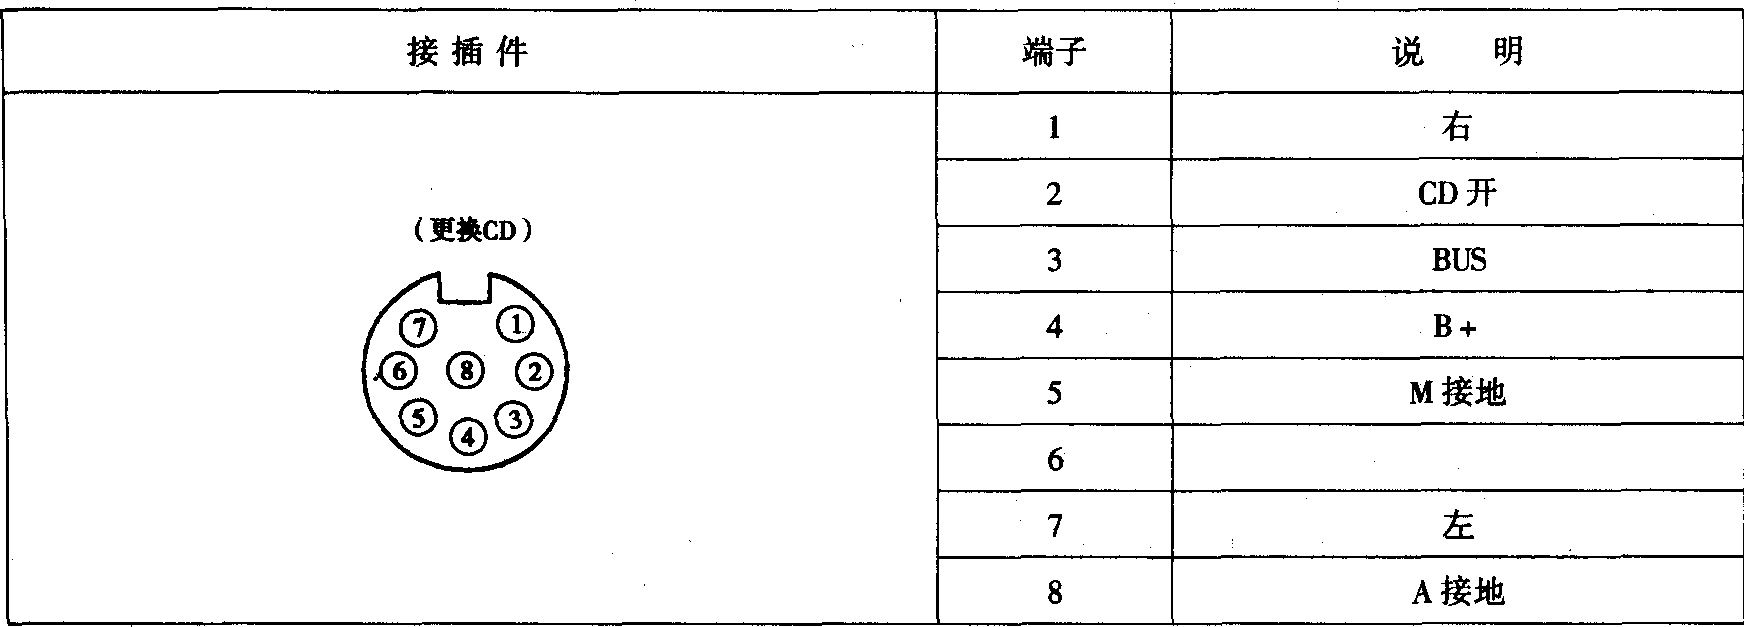 接插件 端子 说 明
1 右
2 CD开
(更换CD)
3 BUS
7 1
4 B+
6 8 2
5 M接地
5 3
4
6
7 左
8 A接地